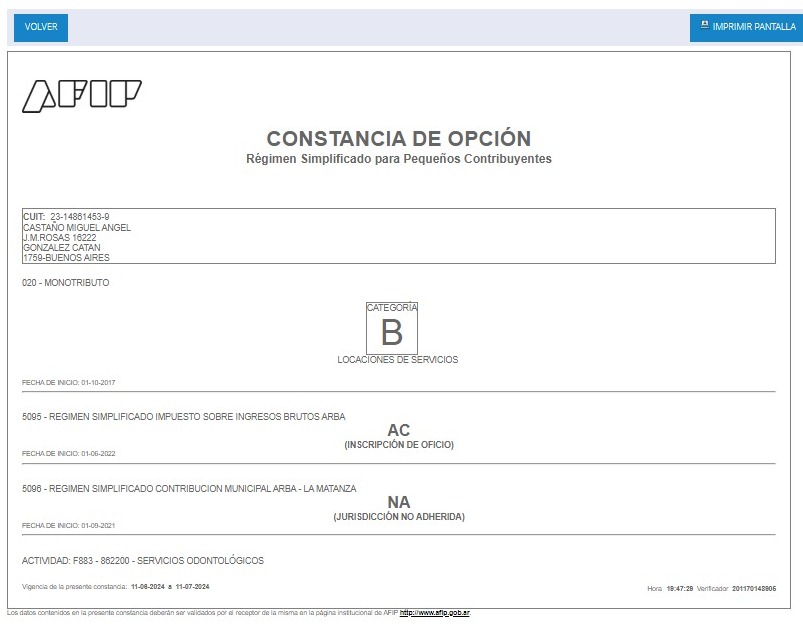 VOLVER
IMPRIMIR PANTALLA
AFIP
CONSTANCIA DE OPCIÓN
Régimen Simplificado para Pequeños Contribuyentes
CUIT: 23-14861453-9
CASTAÑO MIGUEL ANGEL
J.M.ROSAS 16222
GONZALEZ CATAN
1759-BUENOS AIRES
020 - MONOTRIBUTO
CATEGORÍA
B
LOCACIONES DE SERVICIOS
FECHA DE INICIO: 01-10-2017
5095 - REGIMEN SIMPLIFICADO IMPUESTO SOBRE INGRESOS BRUTOS ARBA
AC
(INSCRIPCIÓN DE OFICIO)
FECHA DE INICIO: 01-06-2022
5096 - REGIMEN SIMPLIFICADO CONTRIBUCION MUNICIPAL ARBA - LA MATANZA
NA
(JURISDICCIÓN NO ADHERIDA)
FECHA DE INICIO: 01-09-2021
ACTIVIDAD: F883 - 862200 - SERVICIOS ODONTOLÓGICOS
Vigencia de la presente constancia: 11-06-2024 a 11-07-2024
Hora 19:47:29 Verificador 201170148905
Los datos contenidos en la presente constancia deberán ser validados por el receptor de la misma en la página institucional de AFIP http://www.afip.gob.ar.